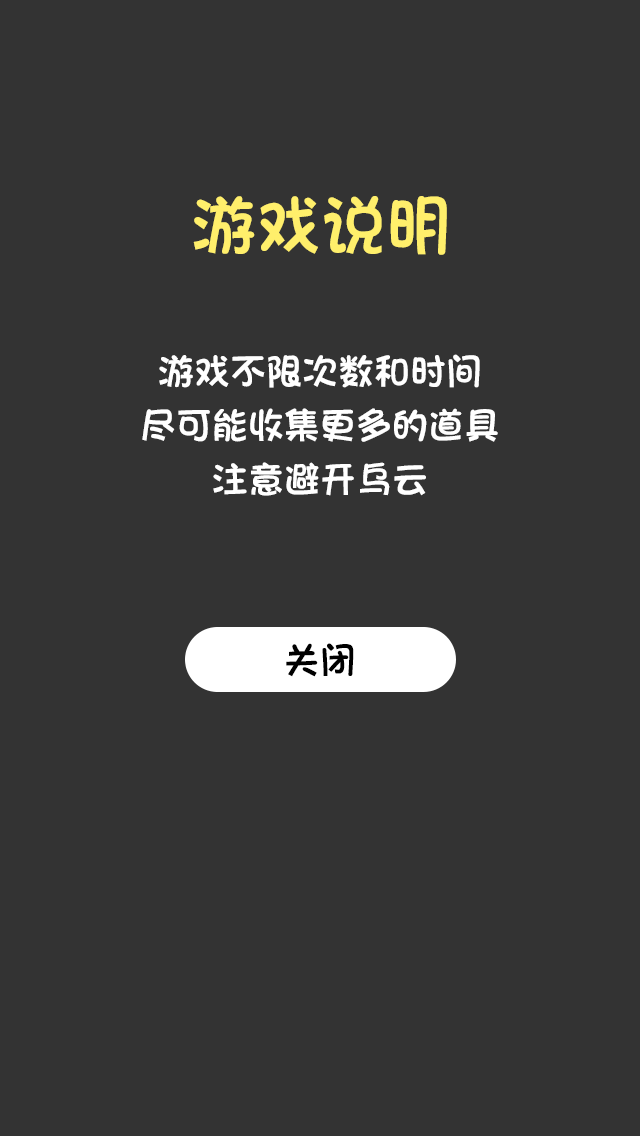 游戏说明
游戏不限次数和时间
尽可能收集更多的道具
注意避开乌云
关闭